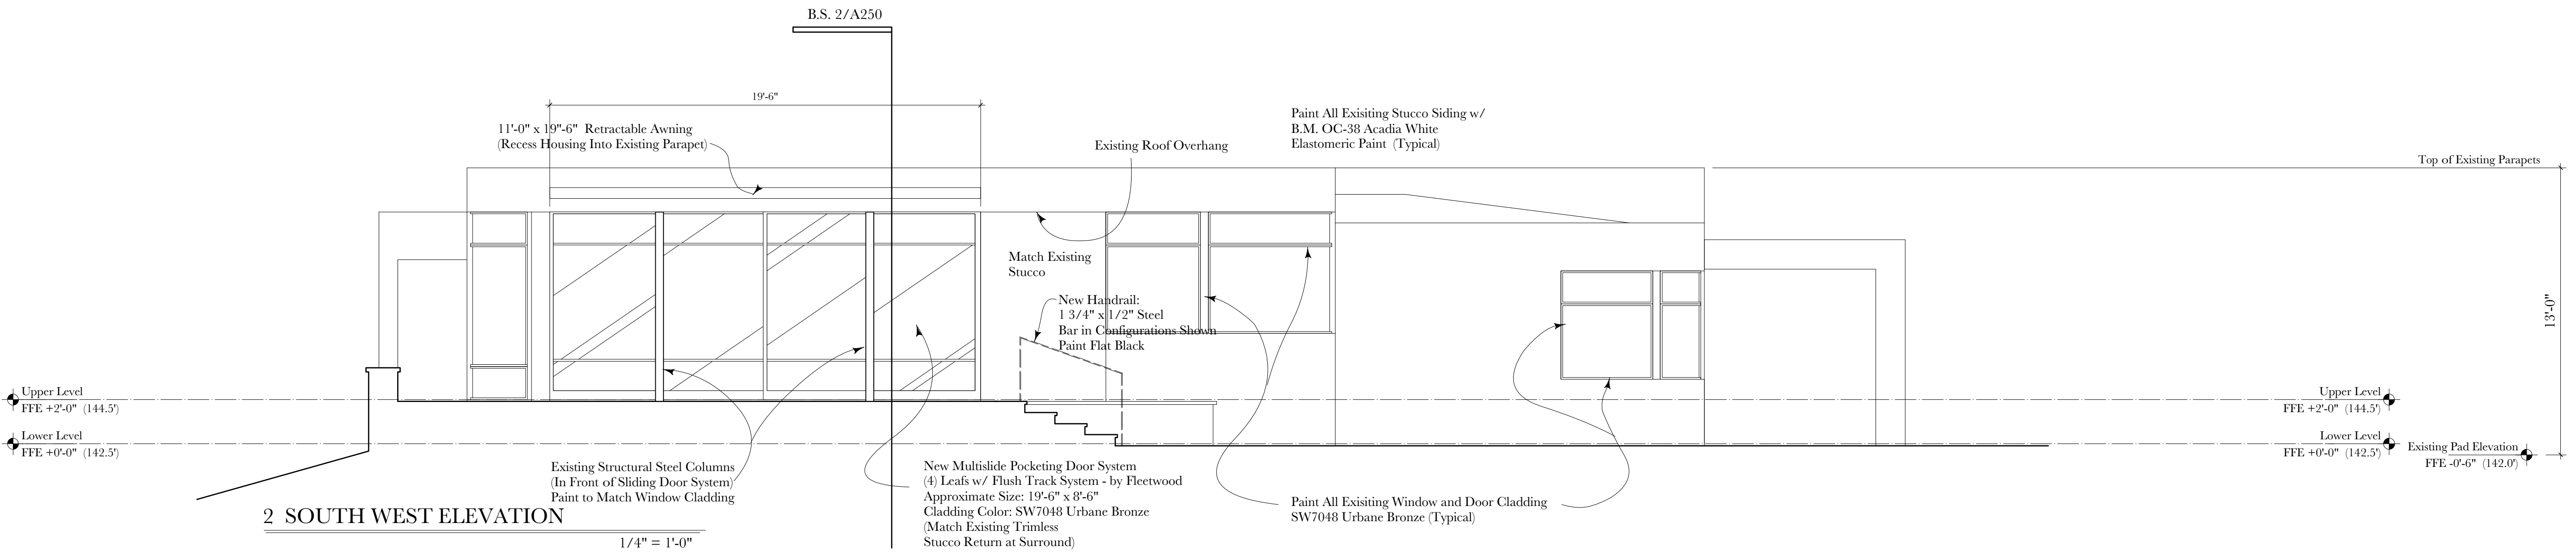 B.S. 2/A250
19'-6"
11'-0" x 19"-6" Retractable Awning
(Recess Housing Into Existing Parapet)
Existing Roof Overhang
Paint All Exisiting Stucco Siding w/
B.M. OC-38 Acadia White
Elastomeric Paint (Typical)
Top of Existing Parapets
13'-0"
Match Existing
Stucco
New Handrail:
1 3/4" x 1/2" Steel
Bar in Configurations Shown
Paint Flat Black
Upper Level
FFE +2'-0" (144.5')
Lower Level
FFE +0'-0" (142.5')
Upper Level
FFE +2'-0" (144.5')
Lower Level
FFE +0'-0" (142.5')
Existing Pad Elevation
FFE -0'-6" (142.0')
Existing Structural Steel Columns
(In Front of Sliding Door System)
Paint to Match Window Cladding
New Multislide Pocketing Door System
(4) Leafs w/ Flush Track System - by Fleetwood
Approximate Size: 19'-6" x 8'-6"
Cladding Color: SW7048 Urbane Bronze
(Match Existing Trimless
Stucco Return at Surround)
Paint All Exisiting Window and Door Cladding
SW7048 Urbane Bronze (Typical)
2 SOUTH WEST ELEVATION
1/4" = 1'-0"